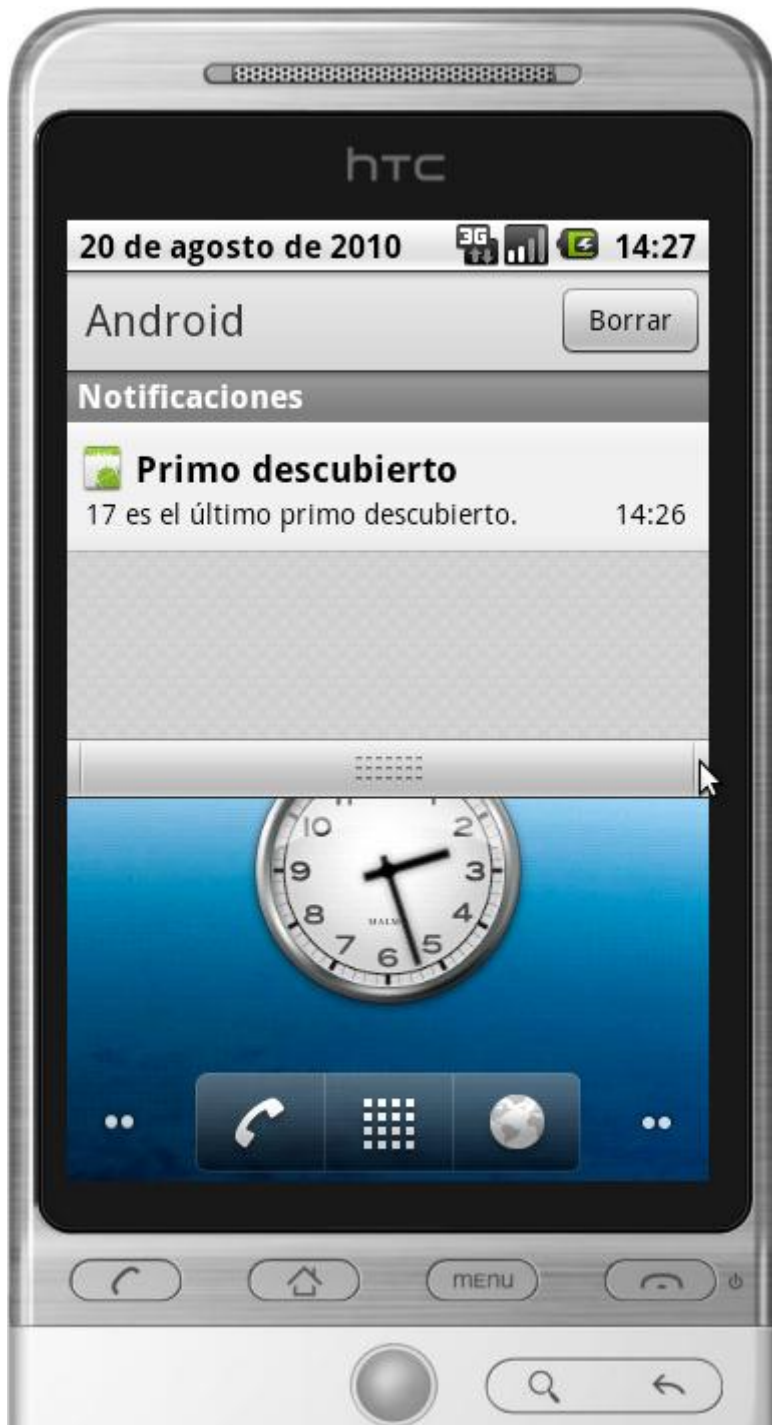 hTC
20 de agosto de 2010 3G 14:27
Android Borrar
Notificaciones
Primo descubierto
17 es el último primo descubierto. 14:26
10 2
9 3
8 4
7 6 5
menu